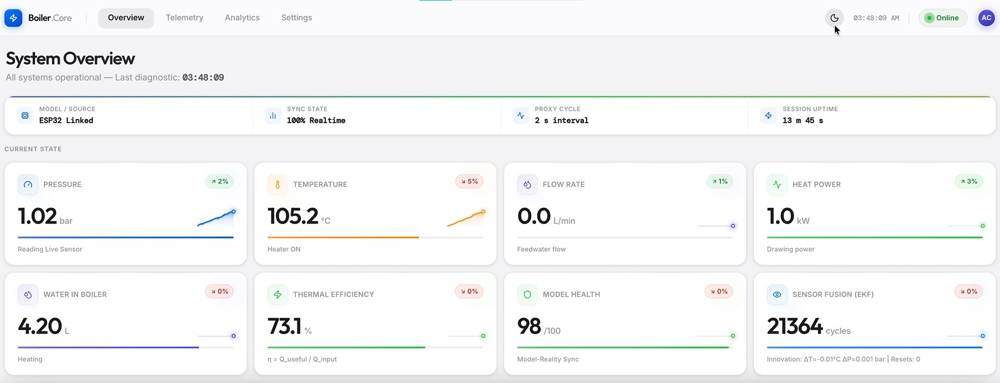 Boiler.Core Overview Telemetry Analytics Settings 03:48:09 AM Online AC
System Overview
All systems operational — Last diagnostic: 03:48:09
MODEL / SOURCE
ESP32 Linked
SYNC STATE
100% Realtime
PROXY CYCLE
2 s interval
SESSION UPTIME
13 m 45 s
CURRENT STATE
PRESSURE ↗ 2%
1.02 bar
Reading Live Sensor
TEMPERATURE ↘ 5%
105.2 °C
Heater ON
FLOW RATE ↗ 1%
0.0 L/min
Feedwater flow
HEAT POWER ↗ 3%
1.0 kW
Drawing power
WATER IN BOILER ↘ 0%
4.20 L
Heating
THERMAL EFFICIENCY ↘ 0%
73.1 %
η = Q_useful / Q_input
MODEL HEALTH ↘ 0%
98 /100
Model-Reality Sync
SENSOR FUSION (EKF) ↘ 0%
21364 cycles
Innovation: ΔT=-0.01°C ΔP=0.001 bar | Resets: 0